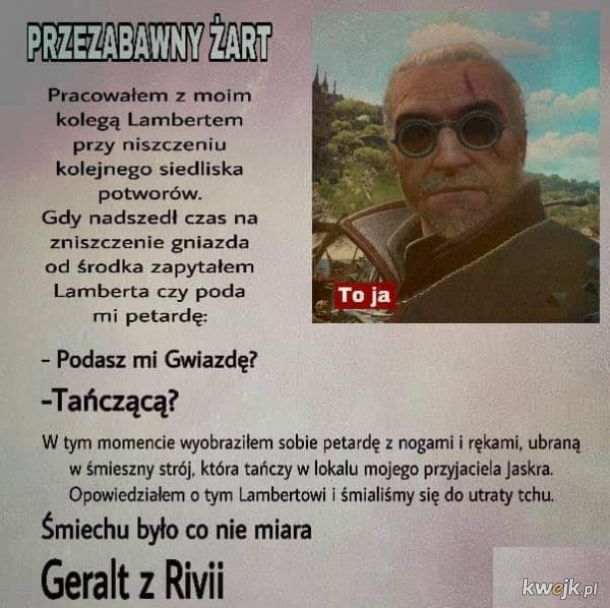 PRZEZABAWNY ŻART
Pracowałem z moim
kolegą Lambertem
przy niszczeniu
kolejnego siedliska
potworów.
Gdy nadszedł czas na
zniszczenie gniazda
od środka zapytałem
Lamberta czy poda
mi petardę:
To ja
- Podasz mi Gwiazdę?
-Tańczącą?
W tym momencie wyobraziłem sobie petardę z nogami i rękami, ubraną
w śmieszny strój, która tańczy w lokalu mojego przyjaciela Jaskra.
Opowiedziałem o tym Lambertowi i śmialiśmy się do utraty tchu.
Śmiechu było co nie miara
Geralt z Rivii
kwejk.pl